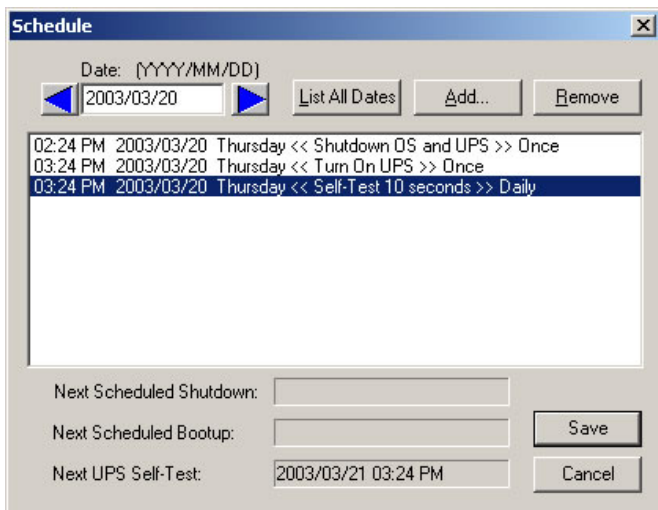 Schedule
Date: (YYYY/MM/DD)
2003/03/20 List All Dates Add... Remove
02:24 PM 2003/03/20 Thursday << Shutdown OS and UPS >> Once
03:24 PM 2003/03/20 Thursday << Turn On UPS >> Once
03:24 PM 2003/03/20 Thursday << Self-Test 10 seconds >> Daily
Next Scheduled Shutdown:
Next Scheduled Bootup:
Save
Next UPS Self-Test: 2003/03/21 03:24 PM
Cancel